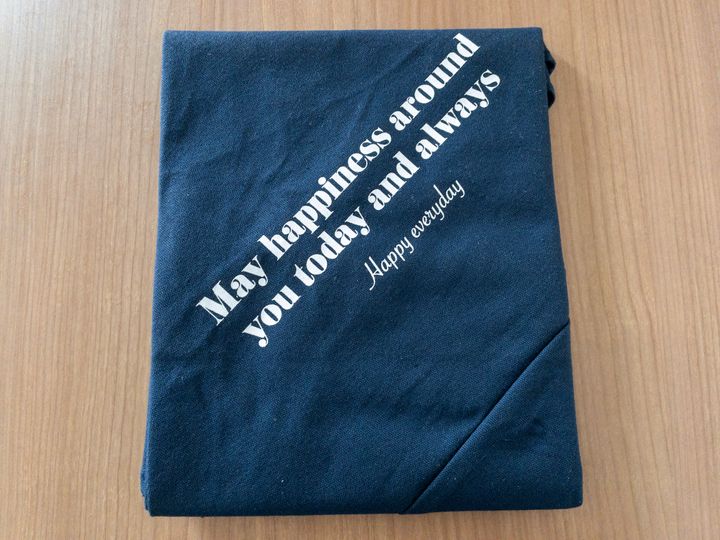 May happiness around
you today and always
Happy everyday